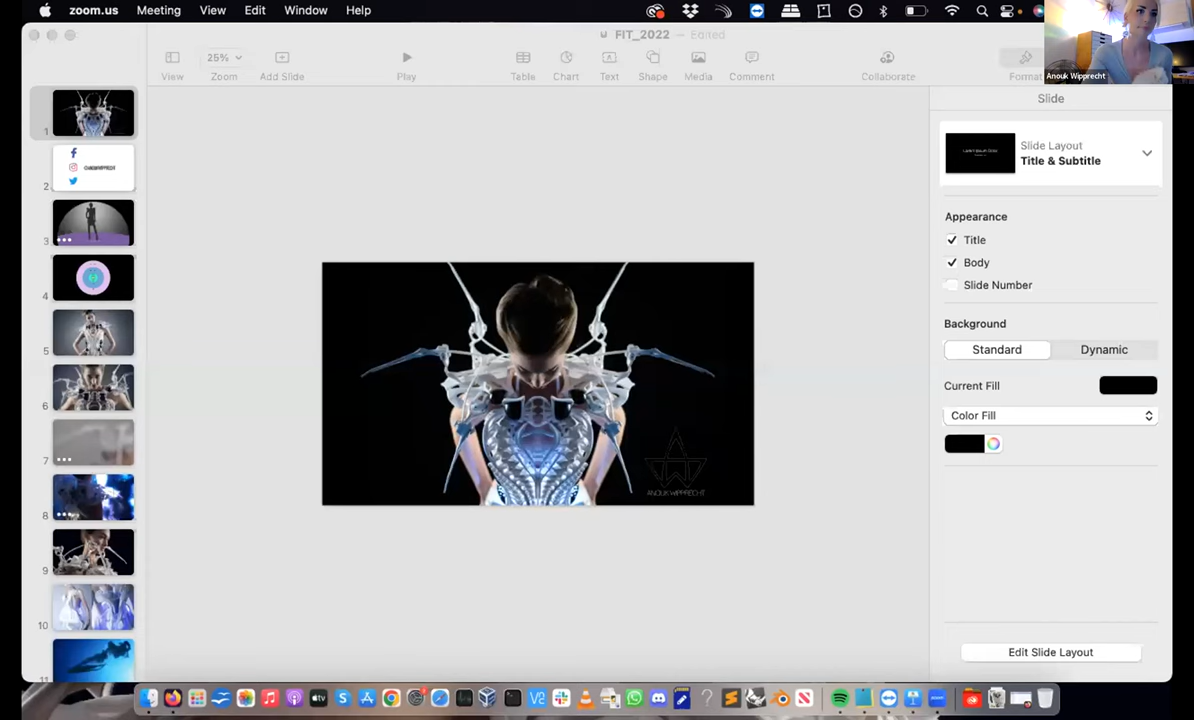 zoom.us Meeting View Edit Window Help
FIT_2022 — Edited
25%
View Zoom Add Slide Play Table Chart Text Shape Media Comment Collaborate Format
Anouk Wipprecht
Slide
Slide Layout
Title & Subtitle
Appearance
Title
Body
Slide Number
Background
Standard Dynamic
Current Fill
Color Fill
Edit Slide Layout
1
2
3
4
5
6
7
8
9
10
11
ANOUK WIPPRECHT